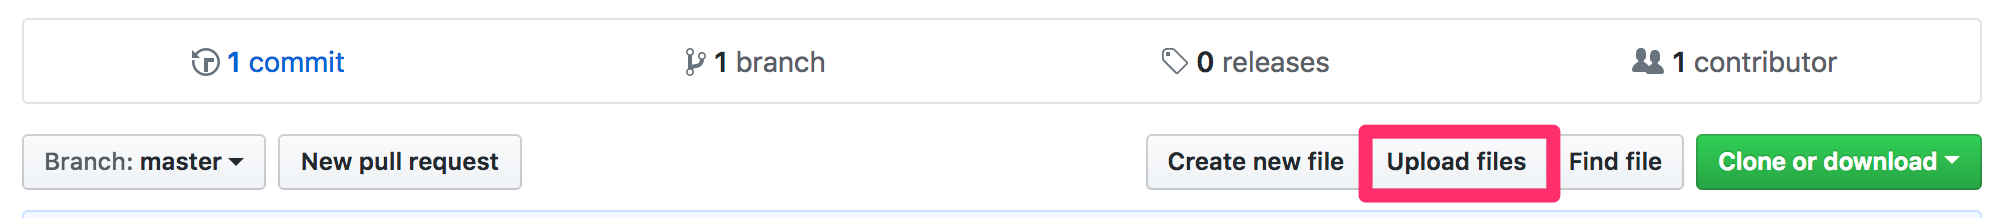 1 commit 1 branch 0 releases 1 contributor
Branch: master New pull request Create new file Upload files Find file Clone or download